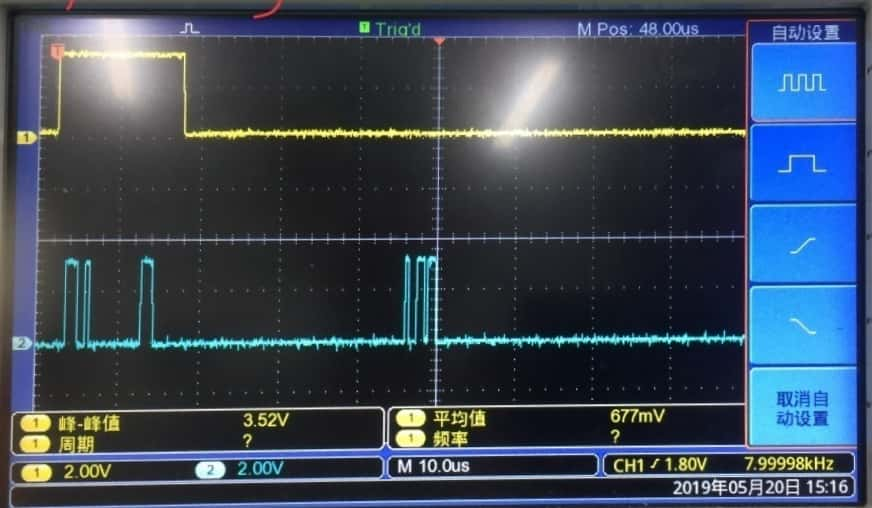 1 Trig'd M Pos: 48.00us
自动设置
T
1
2
取消自
动设置
1 峰-峰值 3.52V
1 周期 ?
1 平均值 677mV
1 频率 ?
1 2.00V 2 2.00V M 10.0us CH1 1.80V 7.99998kHz
2019年05月20日 15:16